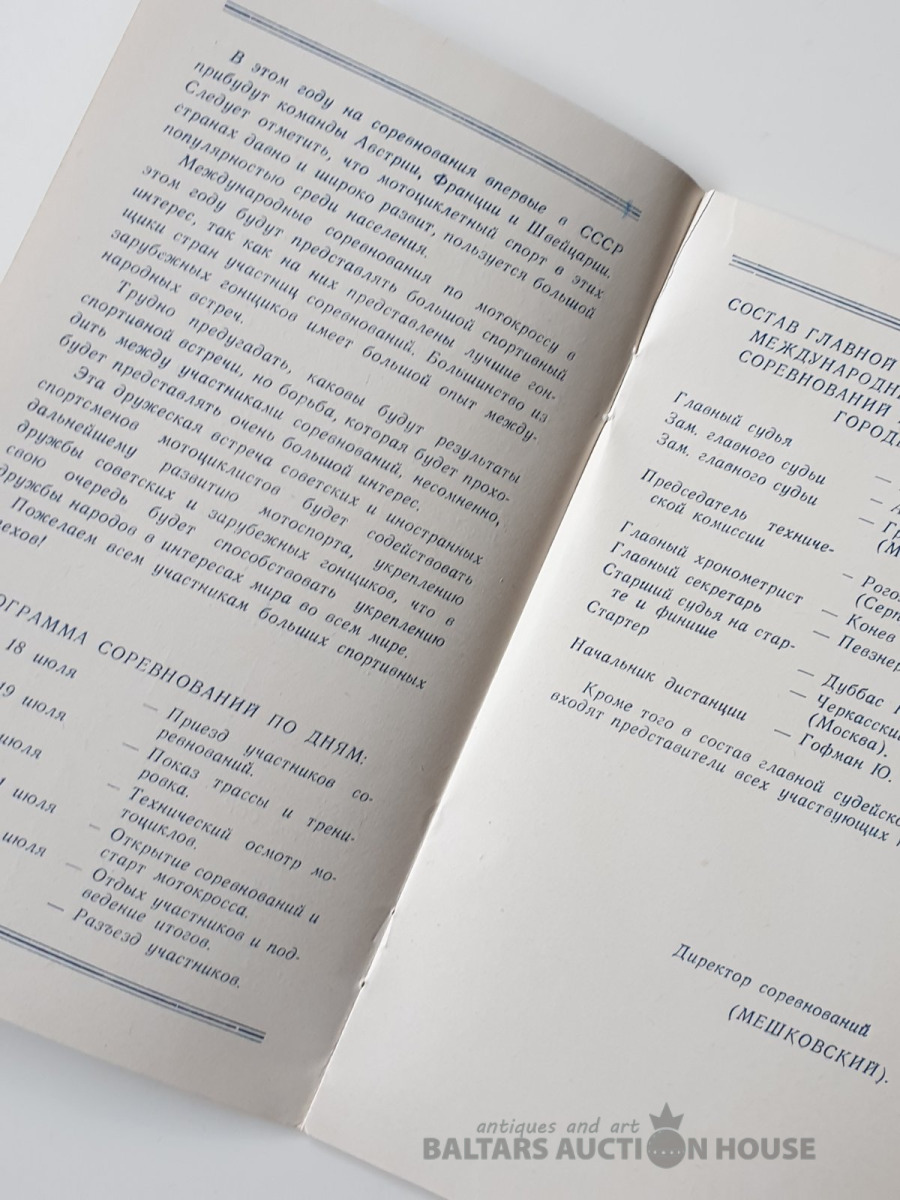 В этом году на соревнования впервые в СССР
прибудут команды Австрии, Франции и Швейцарии.
Следует отметить, что мотоциклетный спорт в этих
странах давно и широко развит, пользуется большой
популярностью среди населения.
Международные соревнования по мотокроссу в
этом году будут представлять большой спортивный
интерес, так как на них представлены лучшие гон-
щики стран участниц соревнований. Большинство из
зарубежных гонщиков имеет большой опыт между-
народных встреч.
Трудно предугадать, каковы будут результаты
спортивной встречи, но борьба, которая будет прохо-
дить между участниками соревнований, несомненно,
будет представлять очень большой интерес.
Эта дружеская встреча советских и иностранных
спортсменов мотоциклистов будет содействовать
дальнейшему развитию мотоспорта, укреплению
дружбы советских и зарубежных гонщиков, что в
свою очередь будет способствовать укреплению
дружбы народов в интересах мира во всем мире.
Пожелаем всем участникам больших спортивных
ехов!
ОГРАММА СОРЕВНОВАНИЙ ПО ДНЯМ:
18 июля — Приезд участников со-
ревнований.
19 июля — Показ трассы и трени-
ровка.
июля — Технический осмотр мо-
тоциклов.
июля — Открытие соревнований и
старт мотокросса.
июля — Отдых участников и под-
ведение итогов.
— Разъезд участников.
СОСТАВ ГЛАВНОЙ
МЕЖДУНАРОДНЫ
СОРЕВНОВАНИЙ
ГОРОД
Главный судья —
Зам. главного судьи — А
Зам. главного судьи — Гр
(М
Председатель техниче-
ской комиссии — Рого
(Серп
Главный хронометрист — Конев
Главный секретарь — Певзнер
Старший судья на стар-
те и финише — Дуббас
Стартер — Черкасский
(Москва).
Начальник дистанции — Гофман Ю.
Кроме того в состав главной судейско
входят представители всех участвующих
Директор соревнований
(МЕШКОВСКИЙ).
antiques and art
BALTARS AUCTION HOUSE